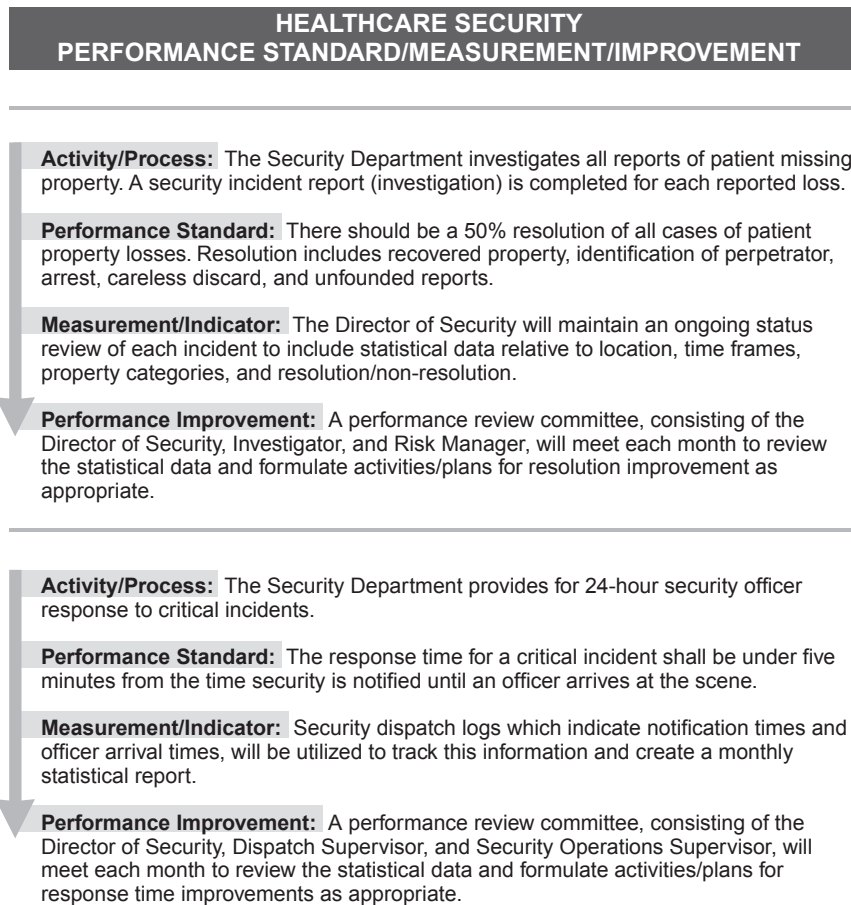 HEALTHCARE SECURITY
PERFORMANCE STANDARD/MEASUREMENT/IMPROVEMENT
Activity/Process: The Security Department investigates all reports of patient missing
property. A security incident report (investigation) is completed for each reported loss.
Performance Standard: There should be a 50% resolution of all cases of patient
property losses. Resolution includes recovered property, identification of perpetrator,
arrest, careless discard, and unfounded reports.
Measurement/Indicator: The Director of Security will maintain an ongoing status
review of each incident to include statistical data relative to location, time frames,
property categories, and resolution/non-resolution.
Performance Improvement: A performance review committee, consisting of the
Director of Security, Investigator, and Risk Manager, will meet each month to review
the statistical data and formulate activities/plans for resolution improvement as
appropriate.
Activity/Process: The Security Department provides for 24-hour security officer
response to critical incidents.
Performance Standard: The response time for a critical incident shall be under five
minutes from the time security is notified until an officer arrives at the scene.
Measurement/Indicator: Security dispatch logs which indicate notification times and
officer arrival times, will be utilized to track this information and create a monthly
statistical report.
Performance Improvement: A performance review committee, consisting of the
Director of Security, Dispatch Supervisor, and Security Operations Supervisor, will
meet each month to review the statistical data and formulate activities/plans for
response time improvements as appropriate.